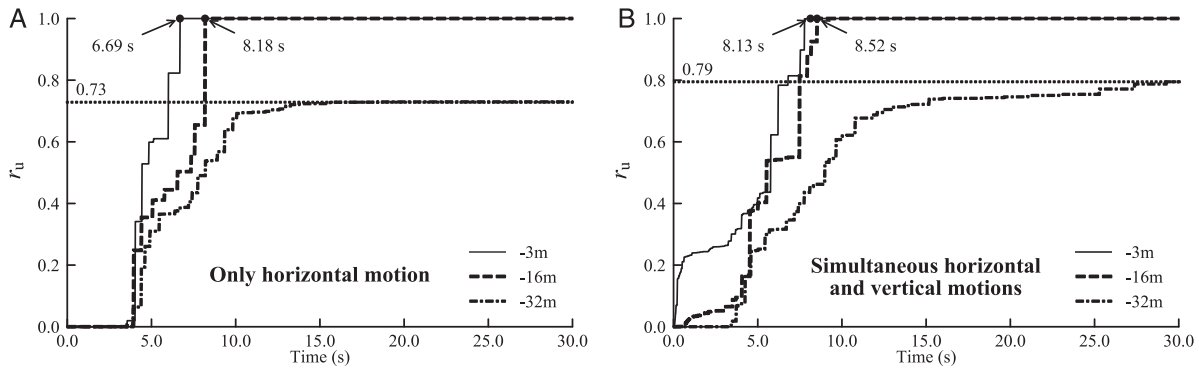 A
1.0
0.8
0.6
0.4
0.2
0.0
r_u
6.69 s
8.18 s
0.73
-3m
-16m
-32m
Only horizontal motion
0.0 5.0 10.0 15.0 20.0 25.0 30.0
Time (s)
B
1.0
0.8
0.6
0.4
0.2
0.0
r_u
8.13 s
8.52 s
0.79
-3m
-16m
-32m
Simultaneous horizontal
and vertical motions
0.0 5.0 10.0 15.0 20.0 25.0 30.0
Time (s)